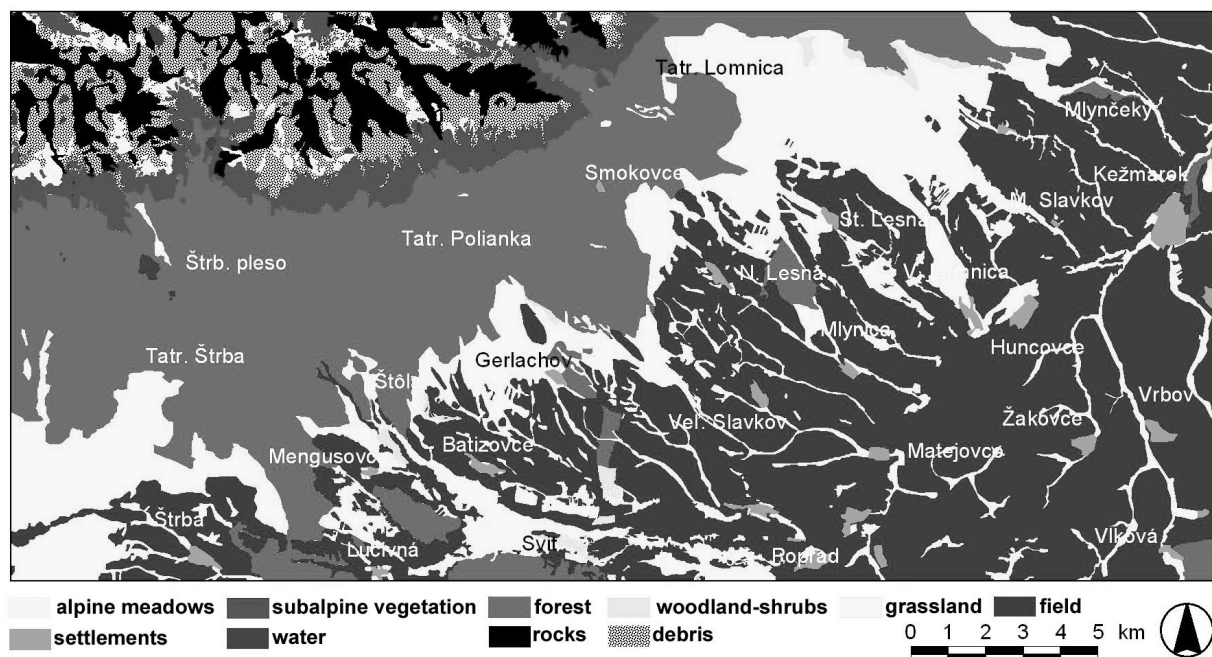 Tatr. Lomnica
Mlynčeky
Kežmarok
Smokovce
M. Slavkov
St. Lesná
Tatr. Polianka
Štrb. pleso
N. Lesná
V. Lomnica
Mlynica
Huncovce
Tatr. Štrba
Gerlachov
Štôla
Vrbov
Žakovce
Veľ. Slavkov
Batizovce
Matejovce
Mengusovce
Štrba
Svit
Lučivná
Poprad
Vlková
alpine meadows subalpine vegetation forest woodland-shrubs grassland field
settlements water rocks debris
0 1 2 3 4 5 km